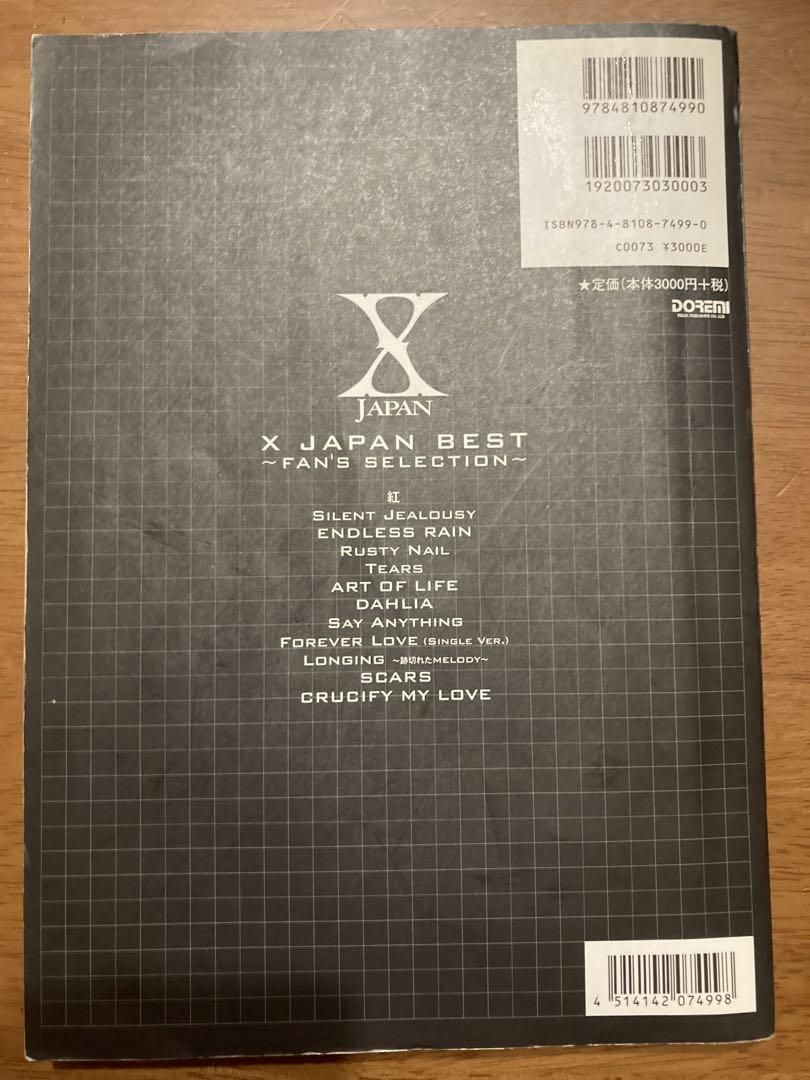 9784810874990
1920073030003
ISBN978-4-8108-7499-0
C0073 ¥3000E
★定価(本体3000円+税)
DOREMI
X
JAPAN
X JAPAN BEST
~FAN'S SELECTION~
紅
SILENT JEALOUSY
ENDLESS RAIN
RUSTY NAIL
TEARS
ART OF LIFE
DAHLIA
SAY ANYTHING
FOREVER LOVE (SINGLE VER.)
LONGING ~跡切れたMELODY~
SCARS
CRUCIFY MY LOVE
4 514142 074998